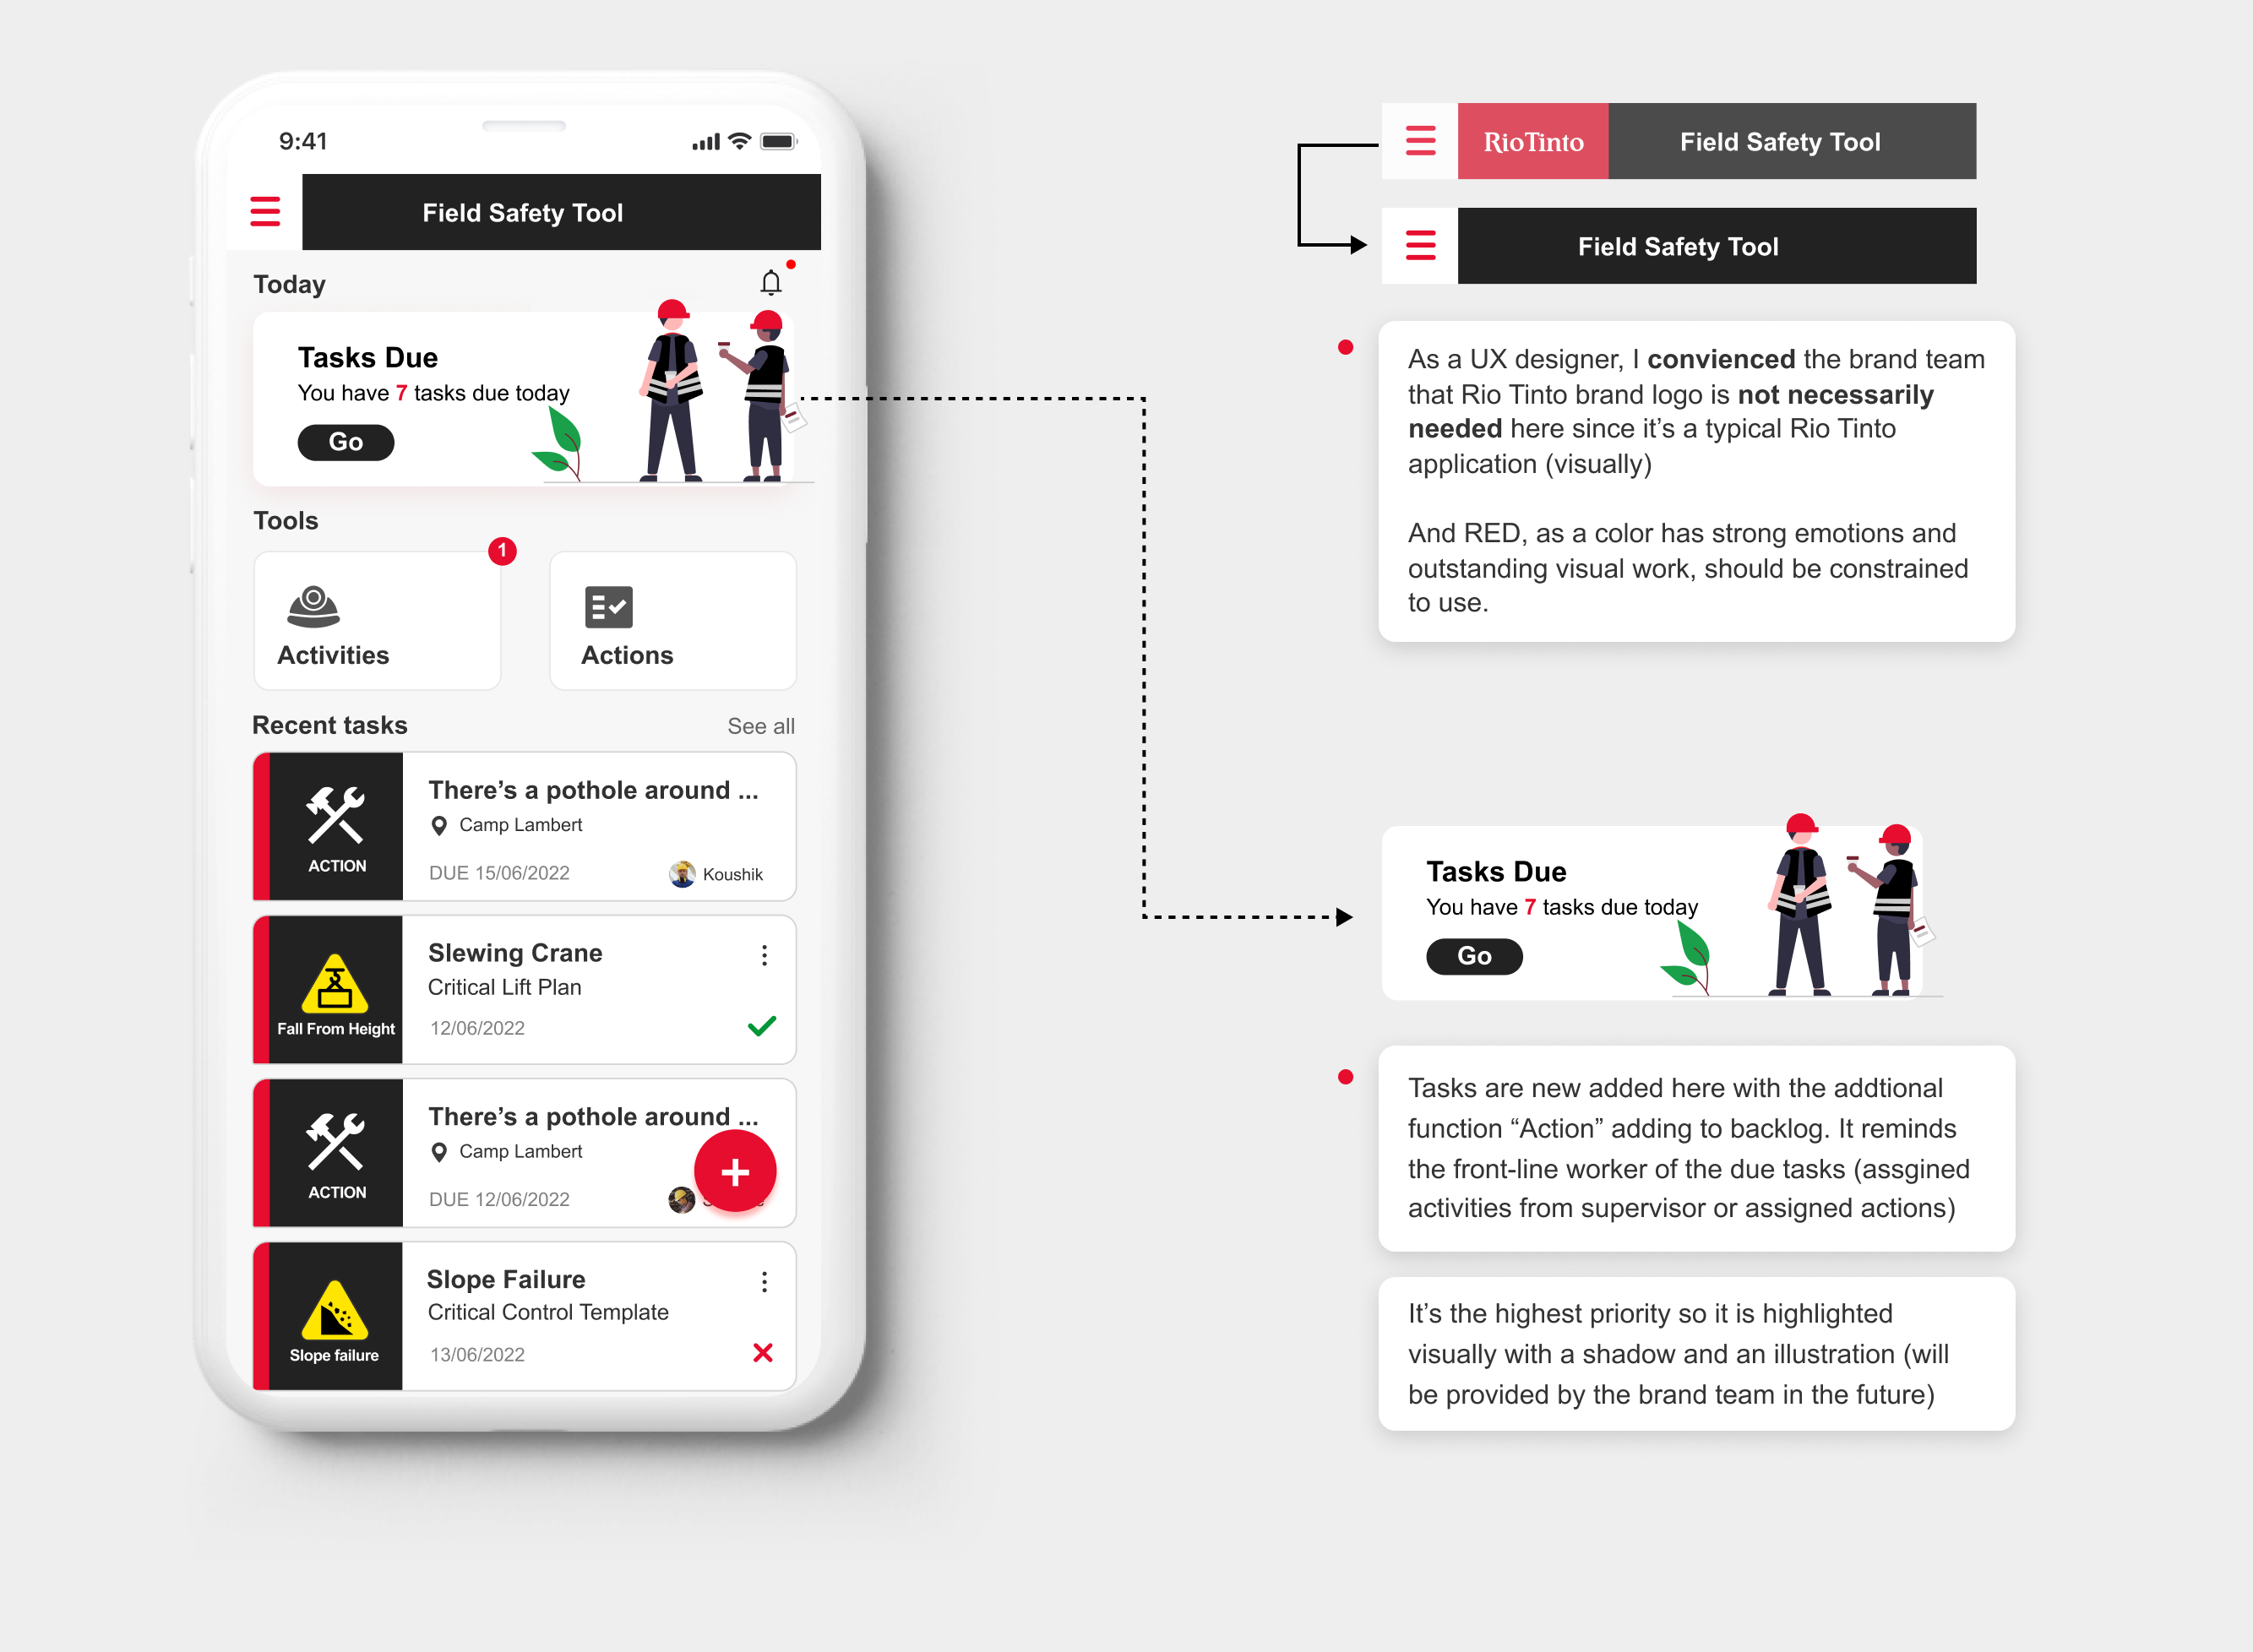 9:41
Field Safety Tool
Today
Tasks Due
You have 7 tasks due today
Go
Tools
1
Activities
Actions
Recent tasks
See all
There’s a pothole around ...
Camp Lambert
ACTION
DUE 15/06/2022
Koushik
Slewing Crane
Critical Lift Plan
Fall From Height
12/06/2022
There’s a pothole around ...
Camp Lambert
ACTION
DUE 12/06/2022
Slope Failure
Critical Control Template
Slope failure
13/06/2022
RioTinto
Field Safety Tool
Field Safety Tool
As a UX designer, I convienced the brand team
that Rio Tinto brand logo is not necessarily
needed here since it’s a typical Rio Tinto
application (visually)
And RED, as a color has strong emotions and
outstanding visual work, should be constrained
to use.
Tasks Due
You have 7 tasks due today
Go
Tasks are new added here with the addtional
function “Action” adding to backlog. It reminds
the front-line worker of the due tasks (assgined
activities from supervisor or assigned actions)
It’s the highest priority so it is highlighted
visually with a shadow and an illustration (will
be provided by the brand team in the future)